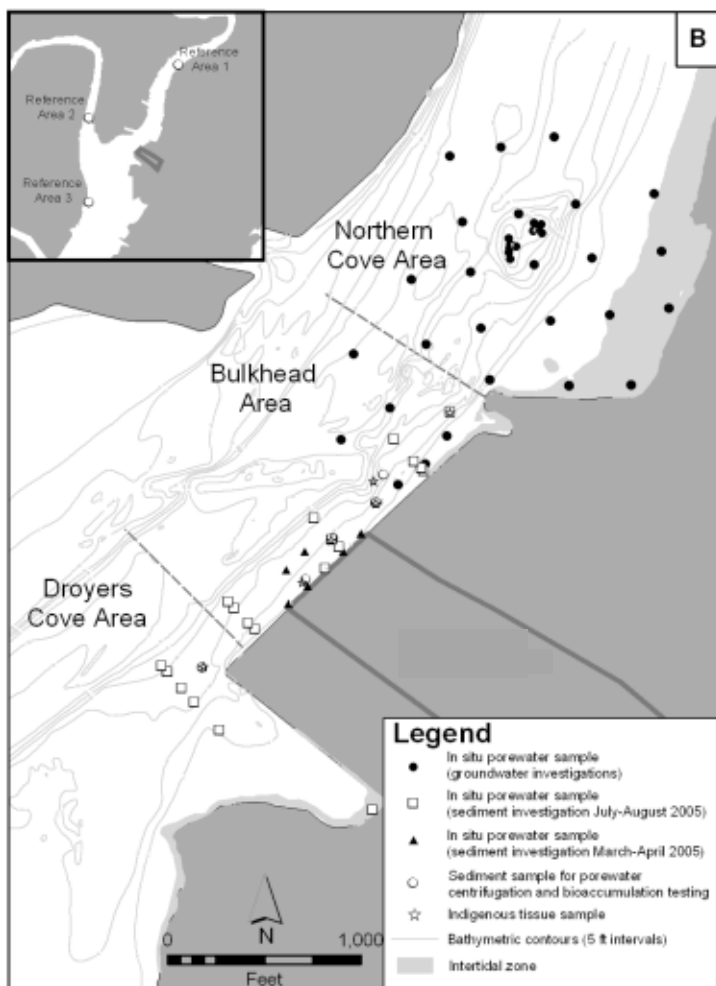 B
Reference
Area 1
Reference
Area 2
Reference
Area 3
Northern
Cove Area
Bulkhead
Area
Droyers
Cove Area
Legend
In situ porewater sample
(groundwater investigations)
In situ porewater sample
(sediment investigation July-August 2005)
In situ porewater sample
(sediment investigation March-April 2005)
Sediment sample for porewater
centrifugation and bioaccumulation testing
Indigenous tissue sample
Bathymetric contours (5 ft intervals)
Intertidal zone
N
0 1,000
Feet